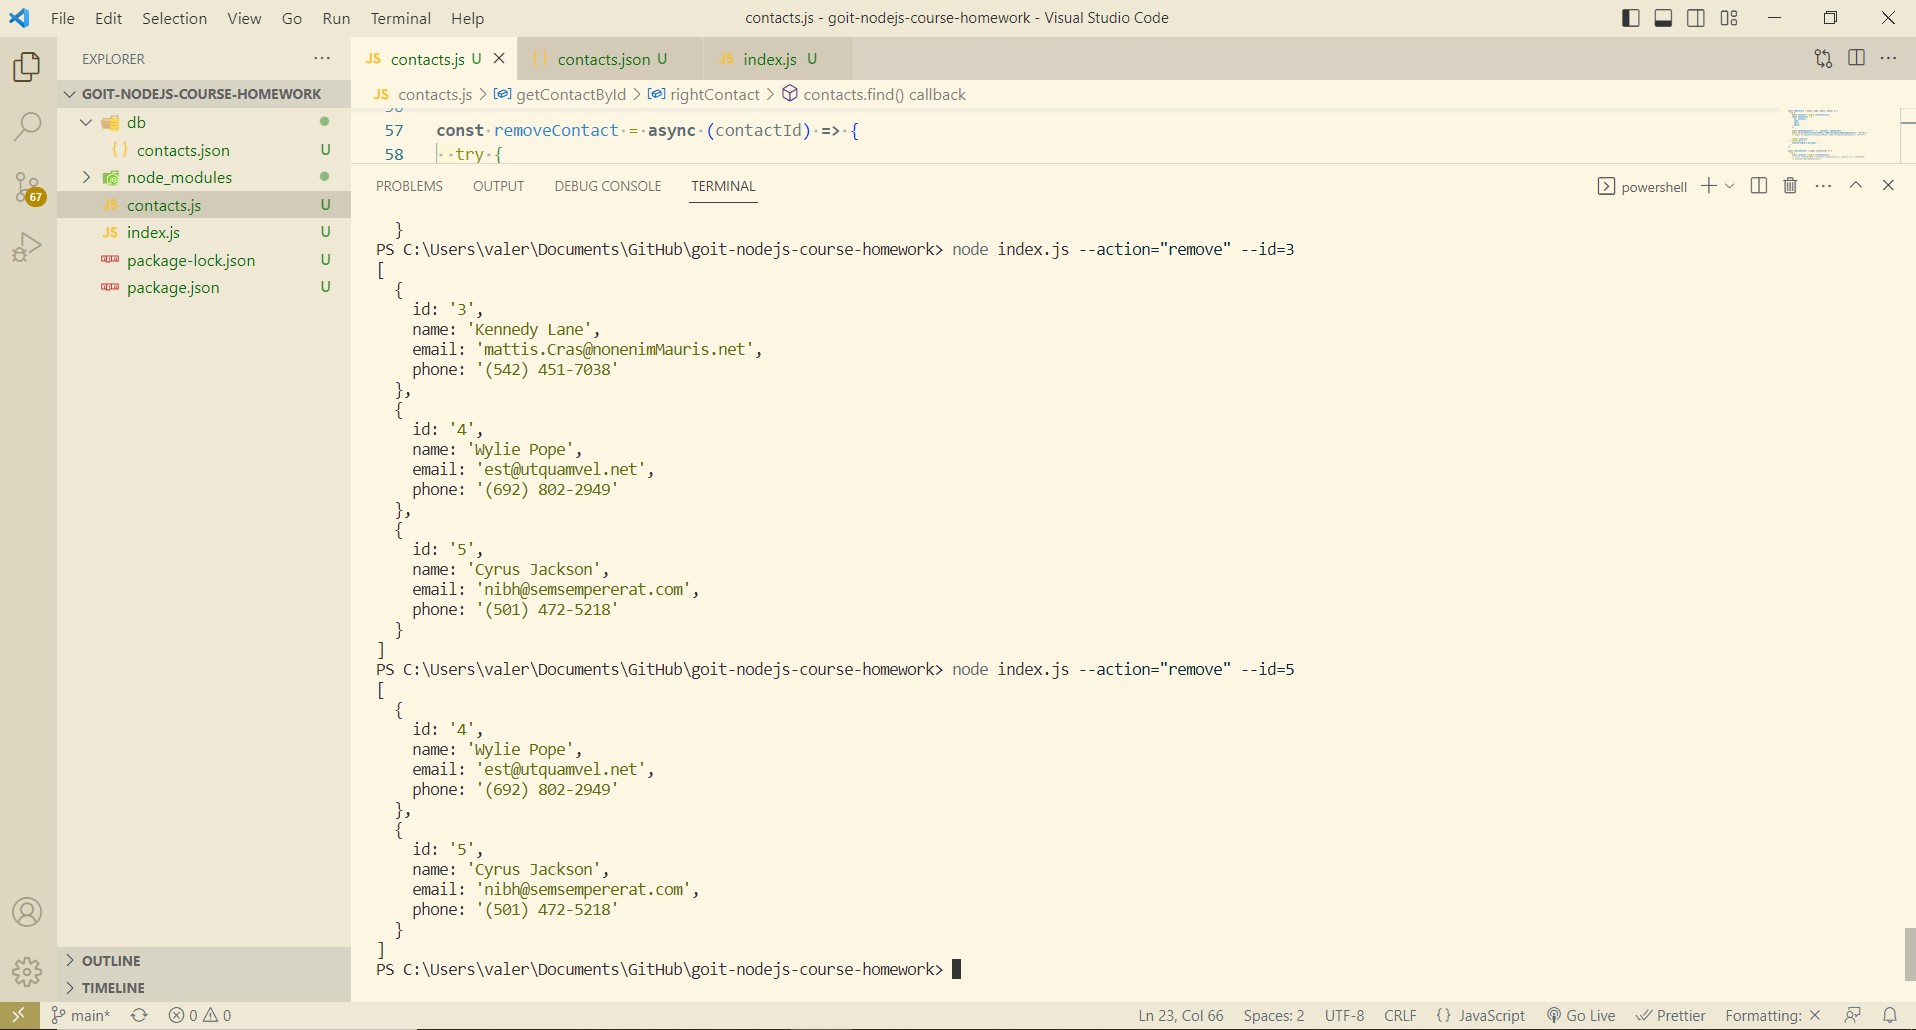 File Edit Selection View Go Run Terminal Help
contacts.js - goit-nodejs-course-homework - Visual Studio Code
EXPLORER
GOIT-NODEJS-COURSE-HOMEWORK
db
contacts.json U
node_modules
contacts.js U
index.js U
package-lock.json U
package.json U
OUTLINE
TIMELINE
67
JS contacts.js U
{} contacts.json U
JS index.js U
JS contacts.js > getContactById > rightContact > contacts.find() callback
57 const removeContact = async (contactId) => {
58 try {
PROBLEMS OUTPUT DEBUG CONSOLE TERMINAL
powershell
}
PS C:\Users\valer\Documents\GitHub\goit-nodejs-course-homework> node index.js --action="remove" --id=3
[
{
id: '3',
name: 'Kennedy Lane',
email: 'mattis.Cras@nonenimMauris.net',
phone: '(542) 451-7038'
},
{
id: '4',
name: 'Wylie Pope',
email: 'est@utquamvel.net',
phone: '(692) 802-2949'
},
{
id: '5',
name: 'Cyrus Jackson',
email: 'nibh@semsempererat.com',
phone: '(501) 472-5218'
}
]
PS C:\Users\valer\Documents\GitHub\goit-nodejs-course-homework> node index.js --action="remove" --id=5
[
{
id: '4',
name: 'Wylie Pope',
email: 'est@utquamvel.net',
phone: '(692) 802-2949'
},
{
id: '5',
name: 'Cyrus Jackson',
email: 'nibh@semsempererat.com',
phone: '(501) 472-5218'
}
]
PS C:\Users\valer\Documents\GitHub\goit-nodejs-course-homework>
main* 0 0
Ln 23, Col 66 Spaces: 2 UTF-8 CRLF {} JavaScript Go Live Prettier Formatting: ×